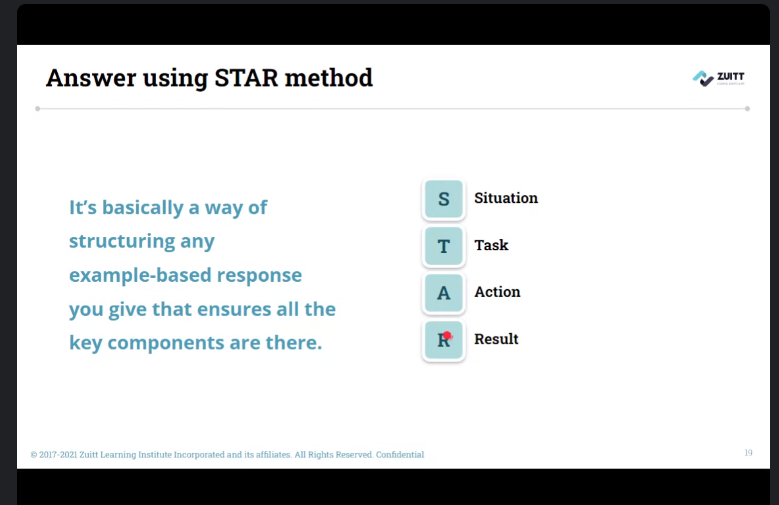 Answer using STAR method
ZUITT
It's basically a way of
structuring any
example-based response
you give that ensures all the
key components are there.
S Situation
T Task
A Action
R Result
© 2017-2021 Zuitt Learning Institute Incorporated and its affiliates. All Rights Reserved. Confidential
19